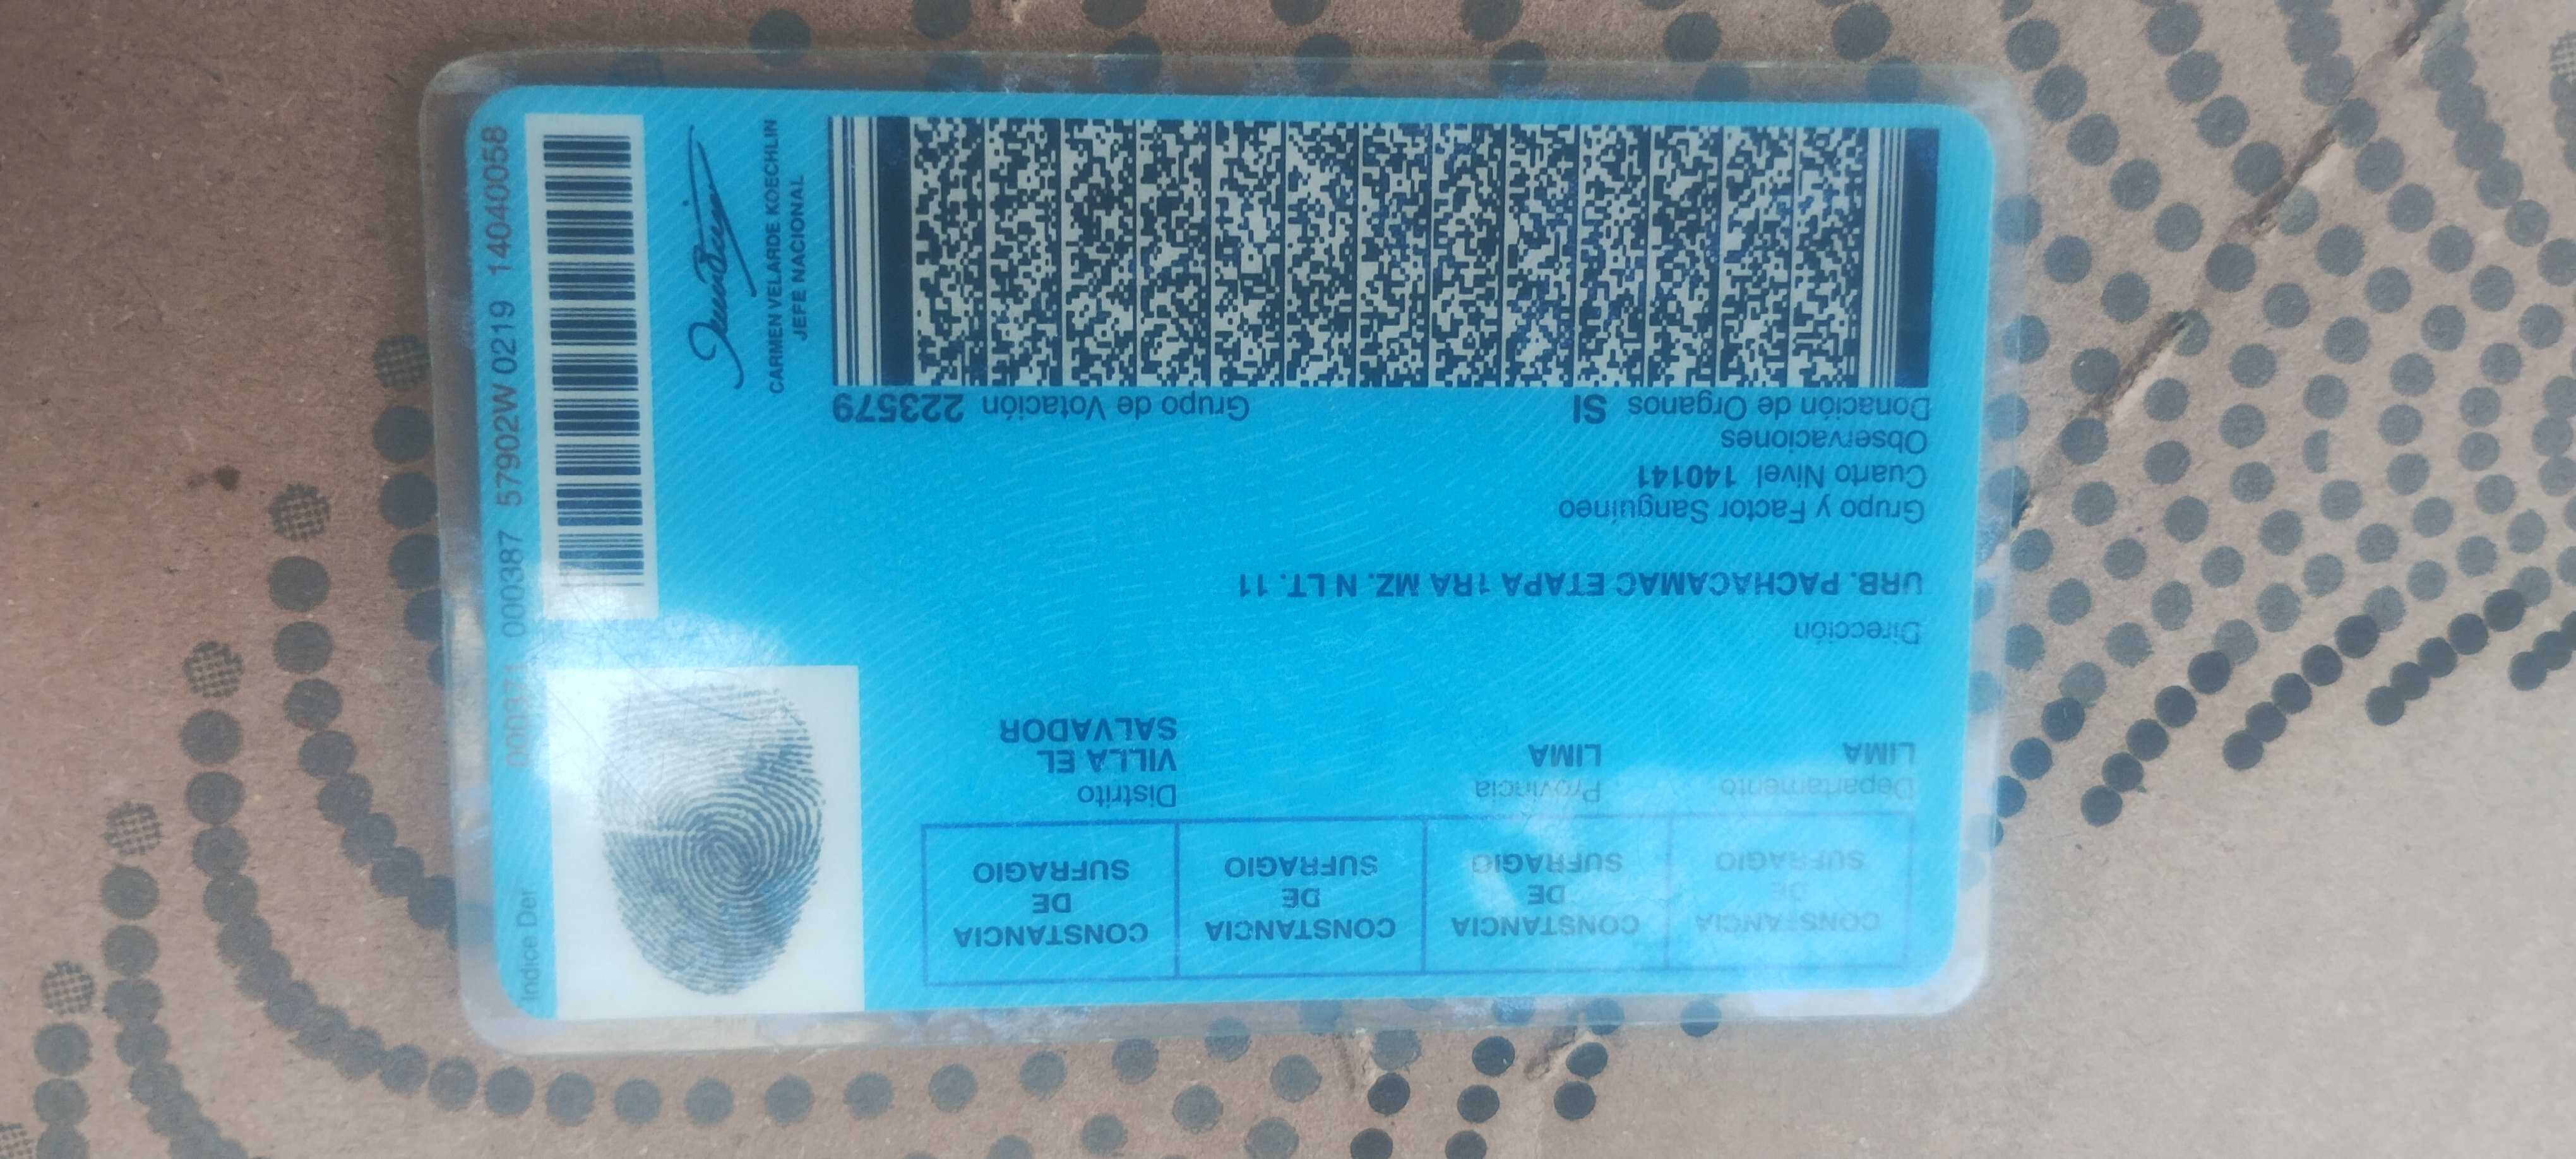 CONSTANCIA DE SUFRAGIO
CONSTANCIA DE SUFRAGIO
CONSTANCIA DE SUFRAGIO
CONSTANCIA DE SUFRAGIO
Departamento
LIMA
Provincia
LIMA
Distrito
VILLA EL
SALVADOR
Dirección
URB. PACHACAMAC ETAPA 1RA MZ. N LT. 11
Grupo y Factor Sanguíneo
Cuarto Nivel 140141
Observaciones
Donación de Organos SI
Grupo de Votación 223579
Indice Der
000387 57902W 0219 14040058
CARMEN VELARDE KOECHLIN
JEFE NACIONAL